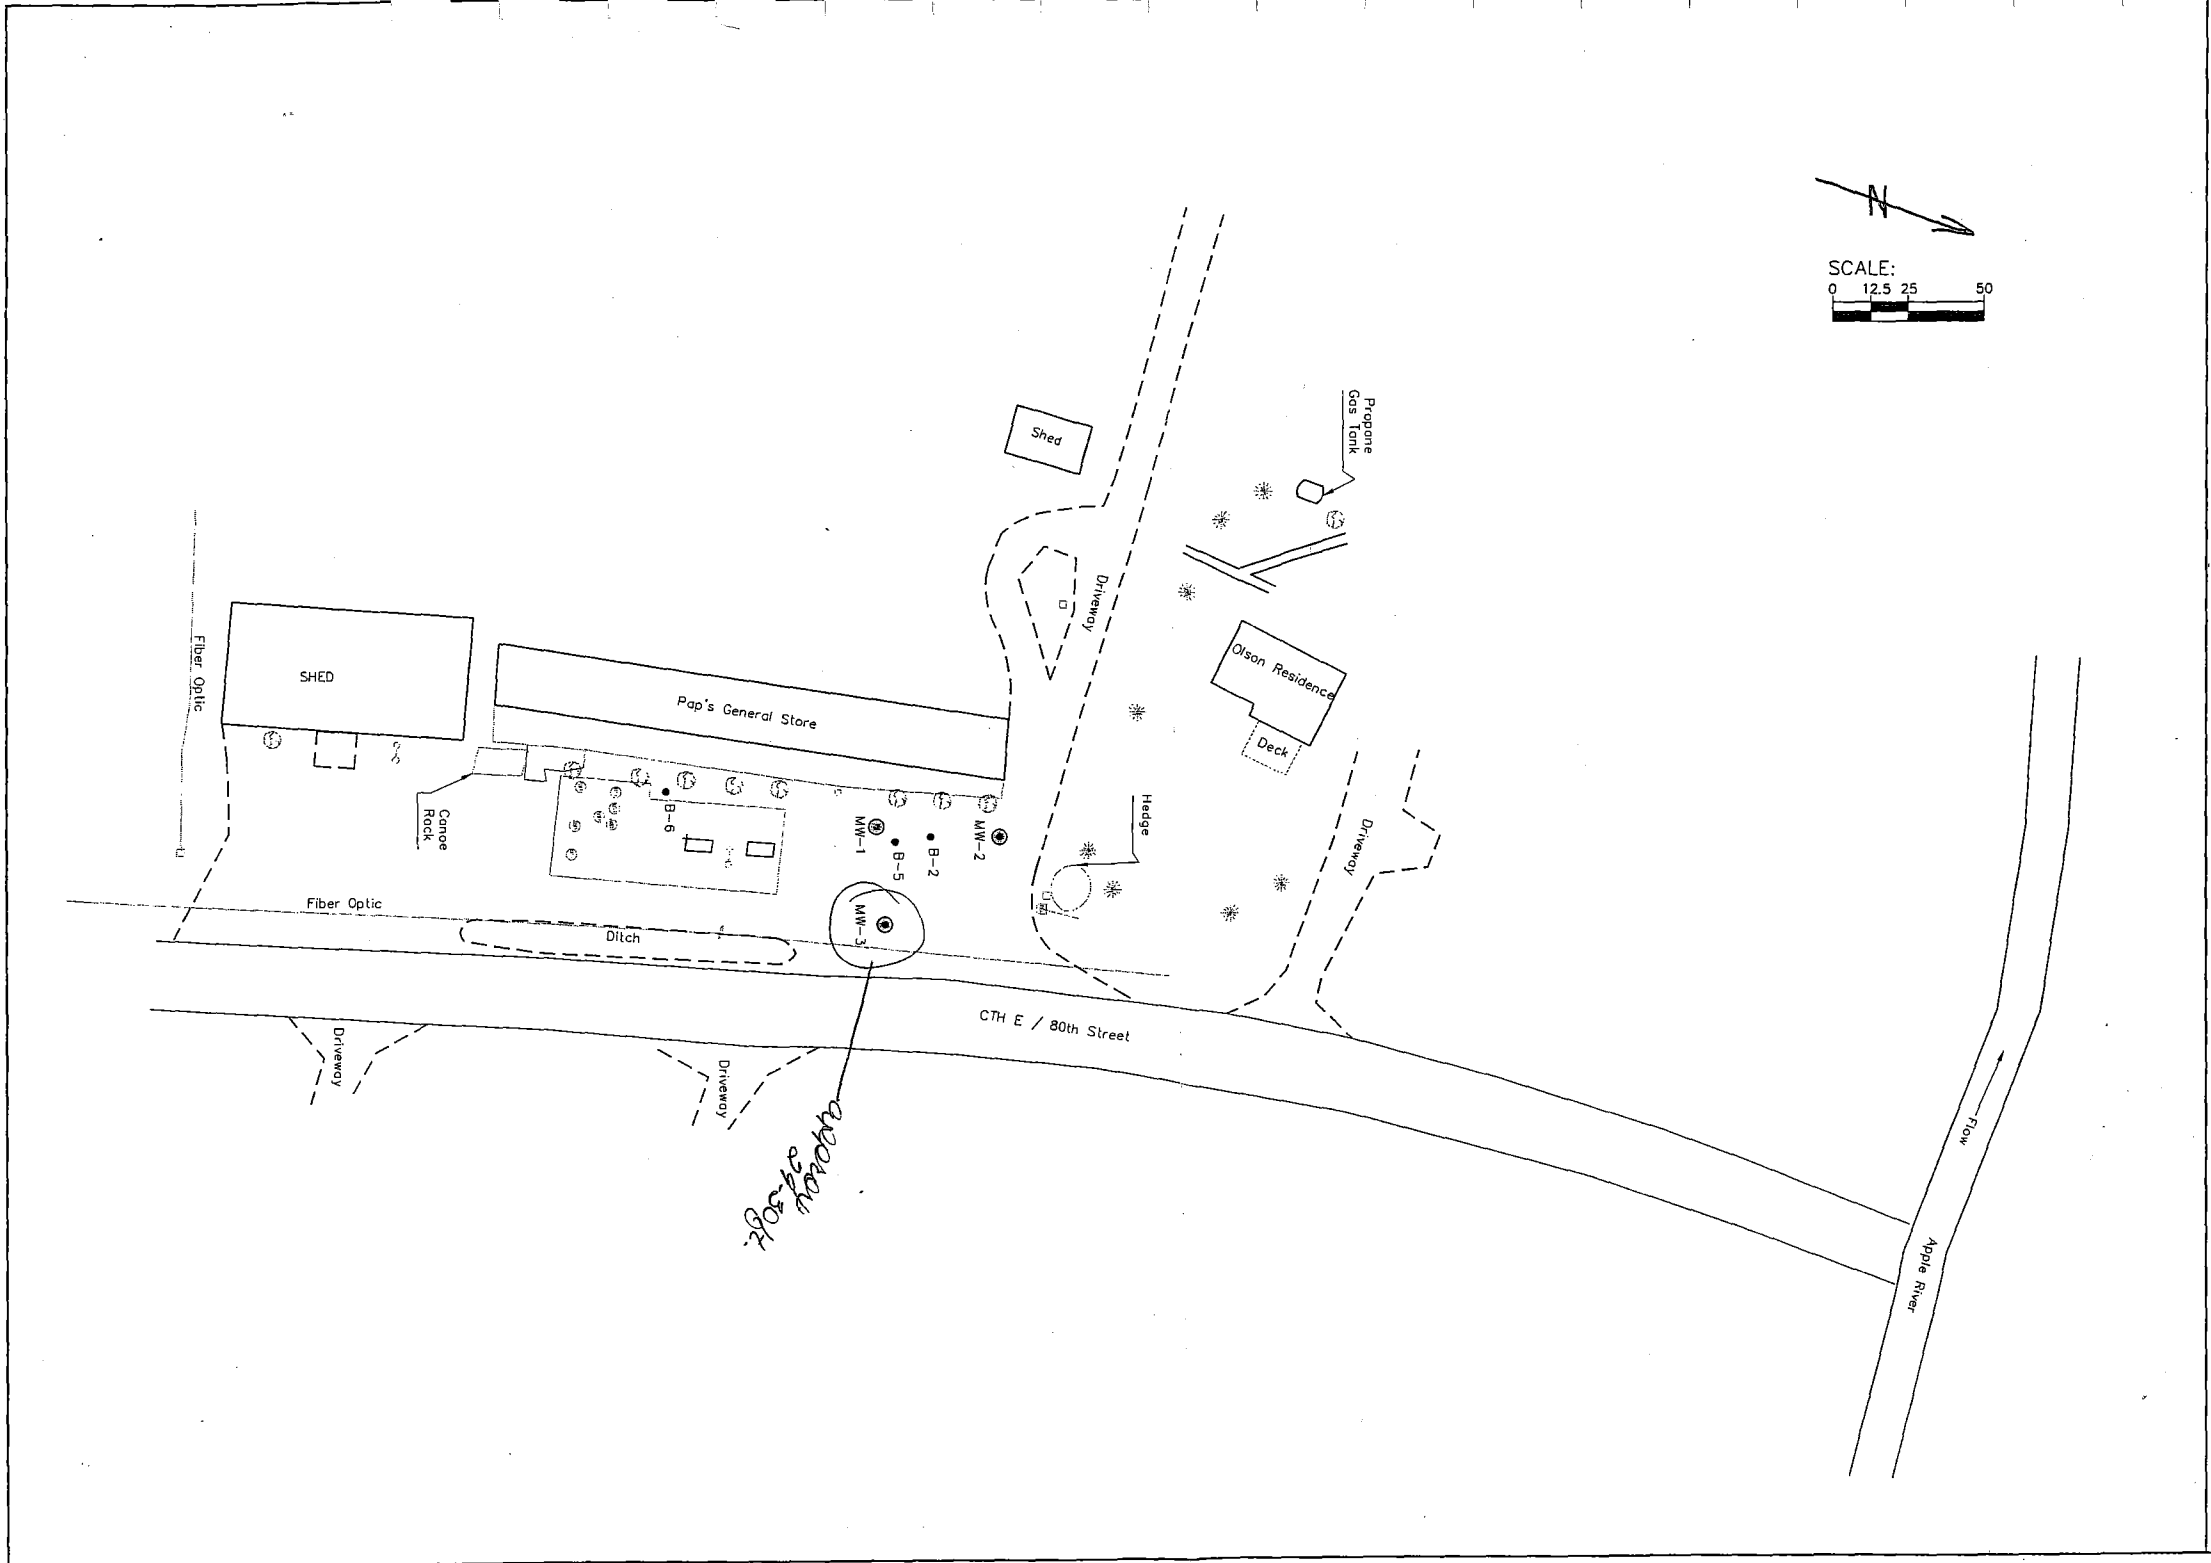 N
SCALE:
0 12.5 25 50
Propane
Gas Tank
Shed
Driveway
Olson Residence
Deck
Fiber Optic
SHED
Pap's General Store
Canoe
Rack
B-6
MW-1
B-5
B-2
MW-2
Hedge
Driveway
Fiber Optic
Ditch
MW-3
CTH E / 80th Street
Driveway
Driveway
29-30ft.
Flow
Apple River